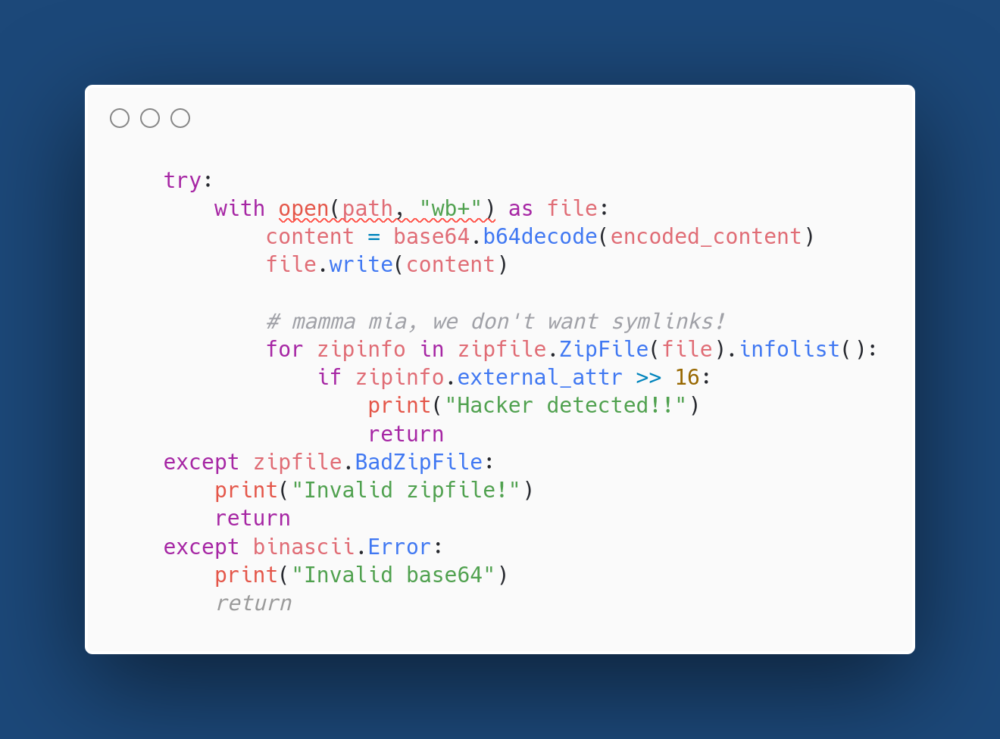 try:
    with open(path, "wb+") as file:
        content = base64.b64decode(encoded_content)
        file.write(content)

        # mamma mia, we don't want symlinks!
        for zipinfo in zipfile.ZipFile(file).infolist():
            if zipinfo.external_attr >> 16:
                print("Hacker detected!!")
                return
except zipfile.BadZipFile:
    print("Invalid zipfile!")
    return
except binascii.Error:
    print("Invalid base64")
    return